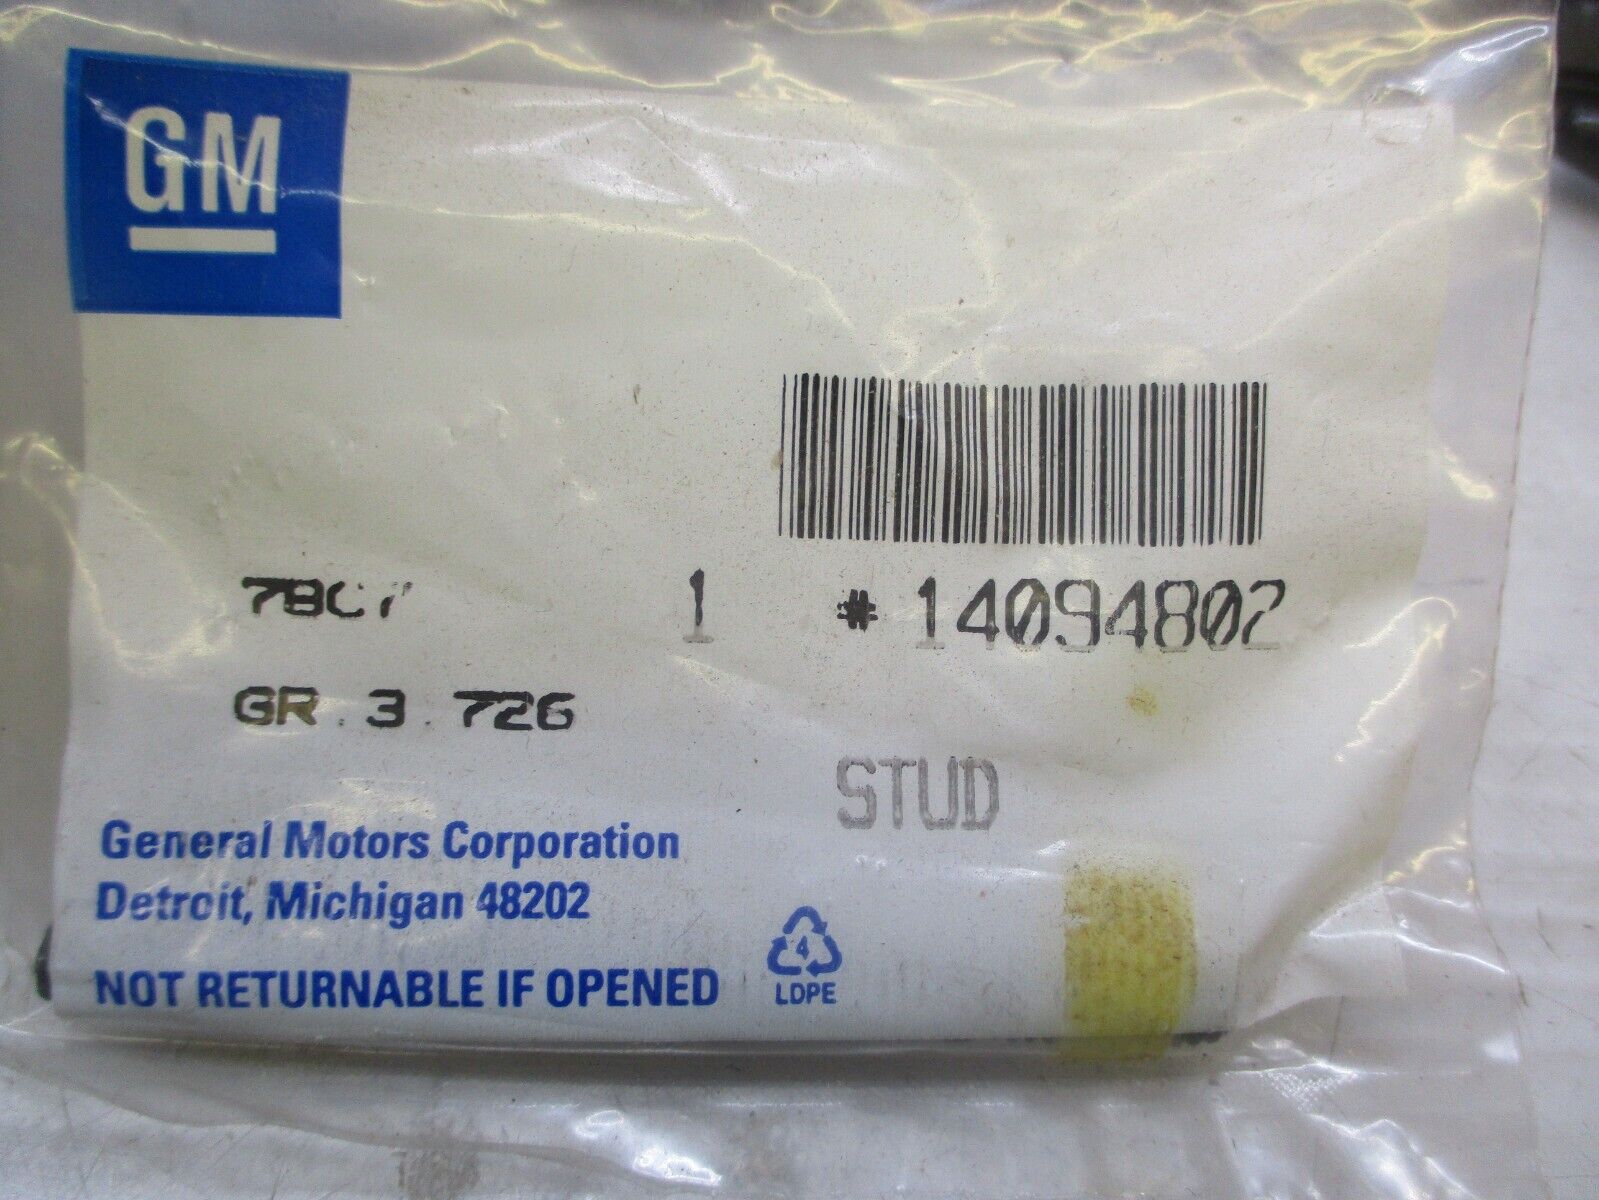 GM
1 # 14094802
GR. 3.726
STUD
General Motors Corporation
Detroit, Michigan 48202
NOT RETURNABLE IF OPENED
4
LDPE